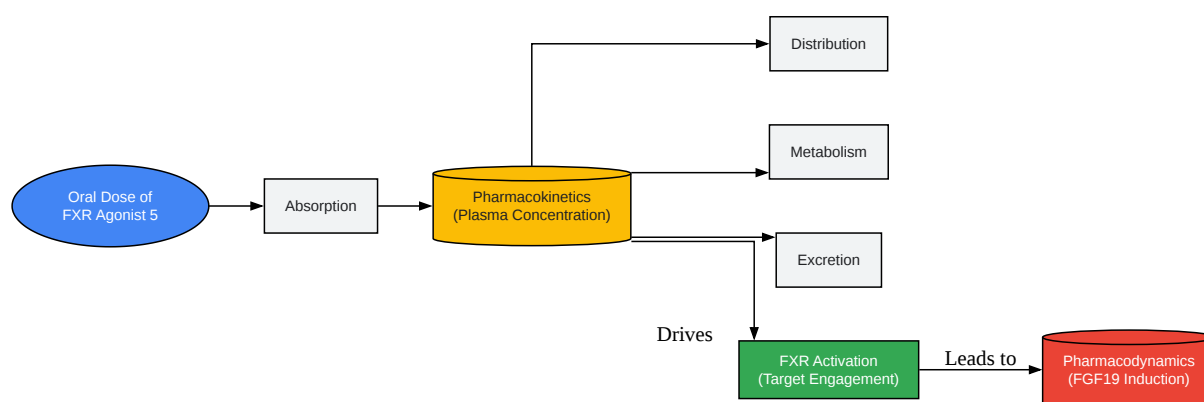 Distribution
Metabolism
Oral Dose of
FXR Agonist 5
Absorption
Pharmacokinetics
(Plasma Concentration)
Excretion
Drives
FXR Activation
(Target Engagement)
Leads to
Pharmacodynamics
(FGF19 Induction)